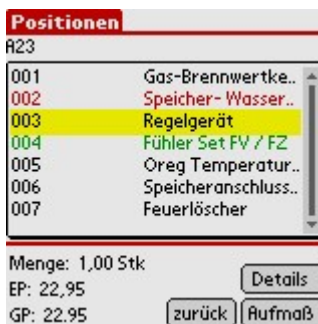 Positionen
A23
001 Gas-Brennwertke..
002 Speicher- Wasser..
003 Regelgerät
004 Fühler Set FV / FZ
005 Oreg Temperatur..
006 Speicheranschluss..
007 Feuerlöscher
Menge: 1,00 Stk
EP: 22,95
Details
GP: 22.95
zurück
Aufmaß